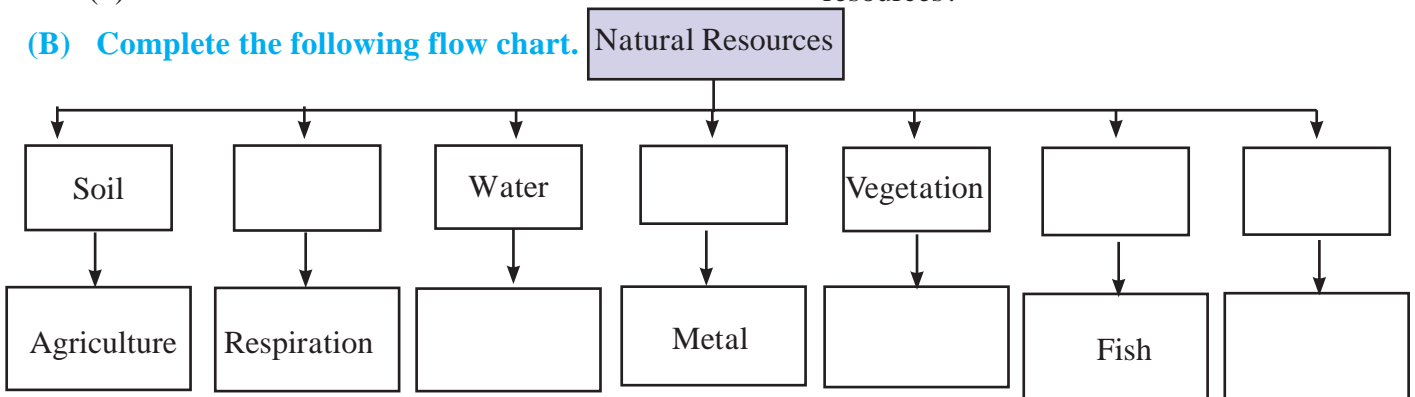 (B) Complete the following flow chart.
Natural Resources
Soil
Water
Vegetation
Agriculture
Respiration
Metal
Fish